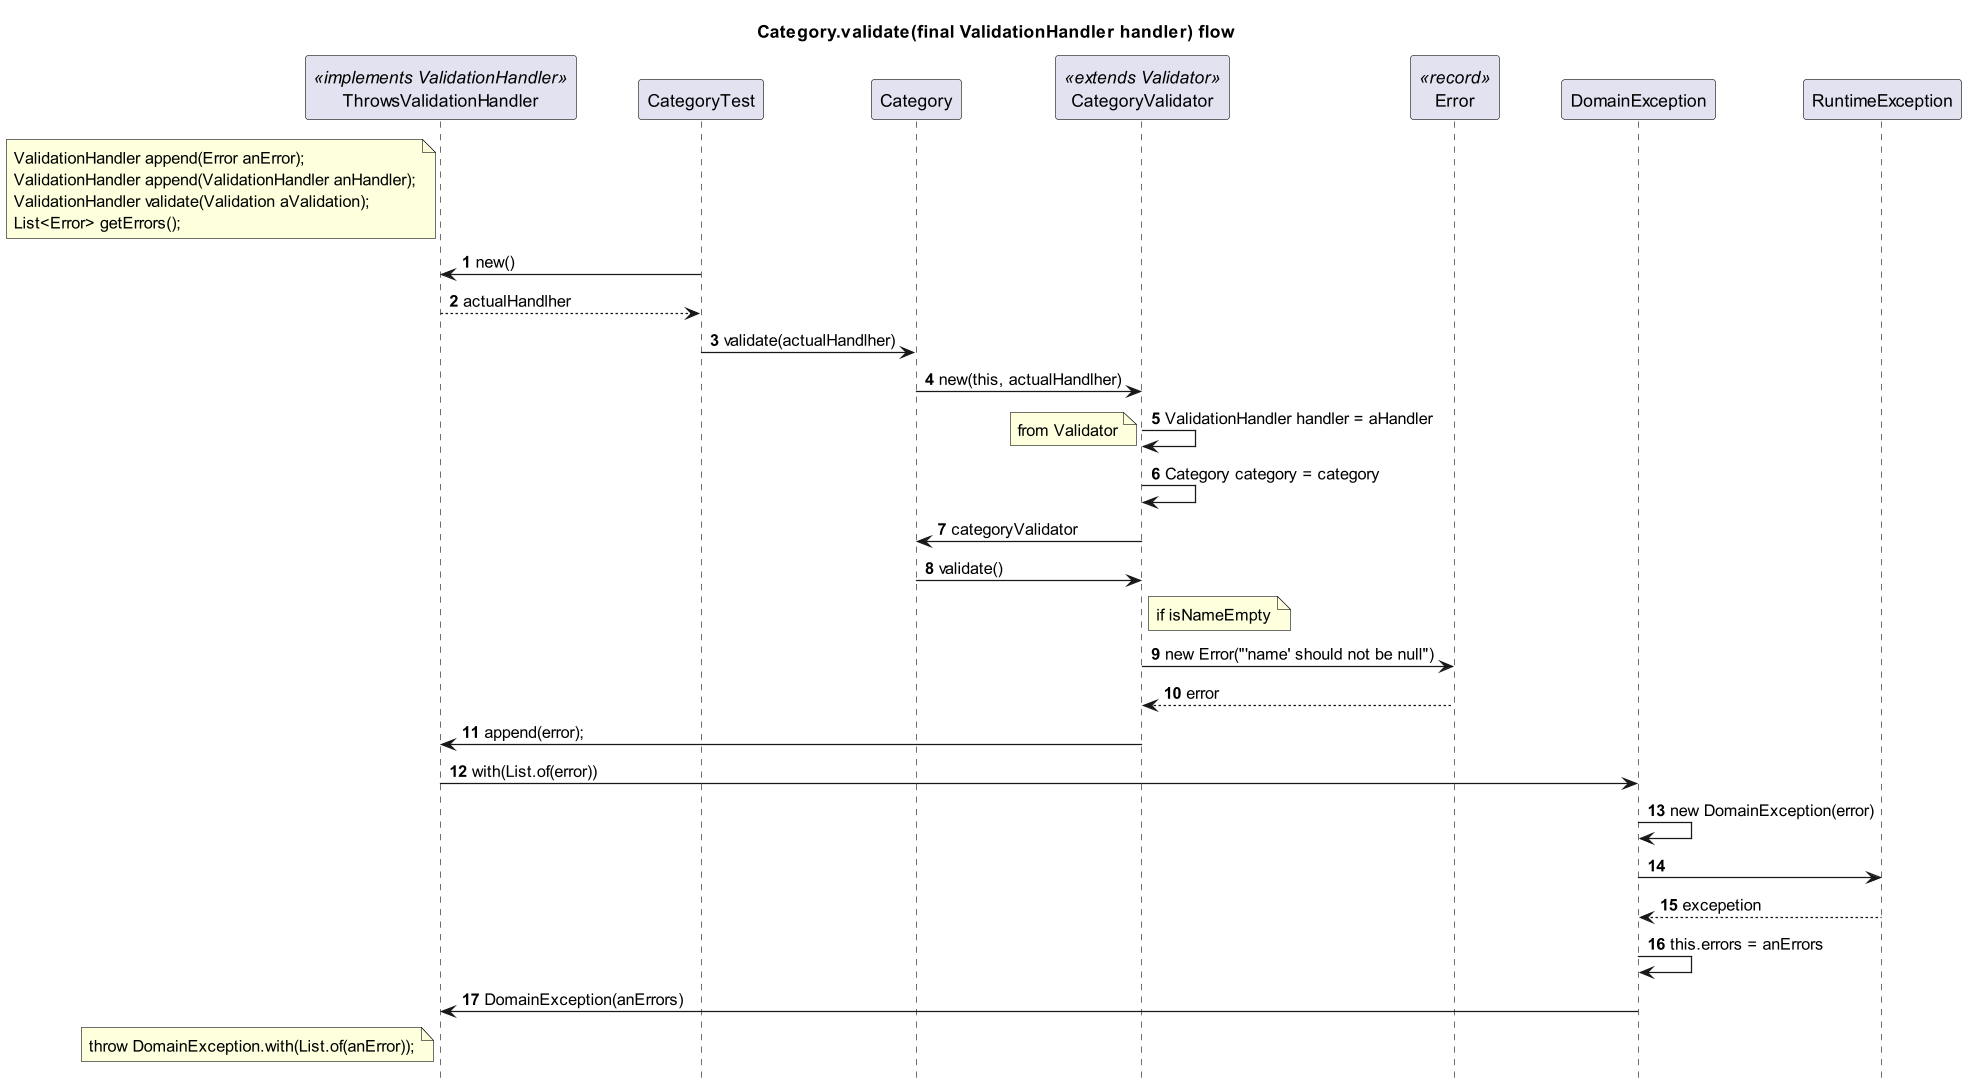 Category.validate(final ValidationHandler handler) flow
«implements ValidationHandler»
ThrowsValidationHandler
CategoryTest
Category
«extends Validator»
CategoryValidator
«record»
Error
DomainException
RuntimeException
ValidationHandler append(Error anError);
ValidationHandler append(ValidationHandler anHandler);
ValidationHandler validate(Validation aValidation);
List<Error> getErrors();
1 new()
2 actualHandlher
3 validate(actualHandlher)
4 new(this, actualHandlher)
from Validator
5 ValidationHandler handler = aHandler
6 Category category = category
7 categoryValidator
8 validate()
if isNameEmpty
9 new Error("'name' should not be null")
10 error
11 append(error);
12 with(List.of(error))
13 new DomainException(error)
14
15 excepetion
16 this.errors = anErrors
17 DomainException(anErrors)
throw DomainException.with(List.of(anError));